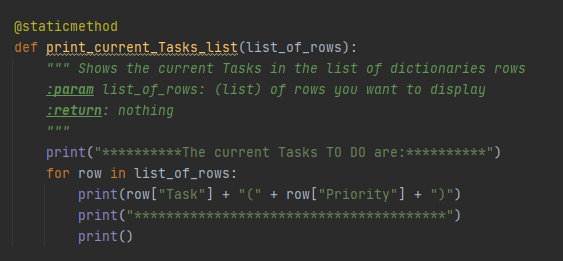 @staticmethod
def print_current_Tasks_list(list_of_rows):
    """ Shows the current Tasks in the list of dictionaries rows
    :param list_of_rows: (list) of rows you want to display
    :return: nothing
    """
    print("**********The current Tasks TO DO are:**********")
    for row in list_of_rows:
        print(row["Task"] + "(" + row["Priority"] + ")")
        print("***************************************")
        print()